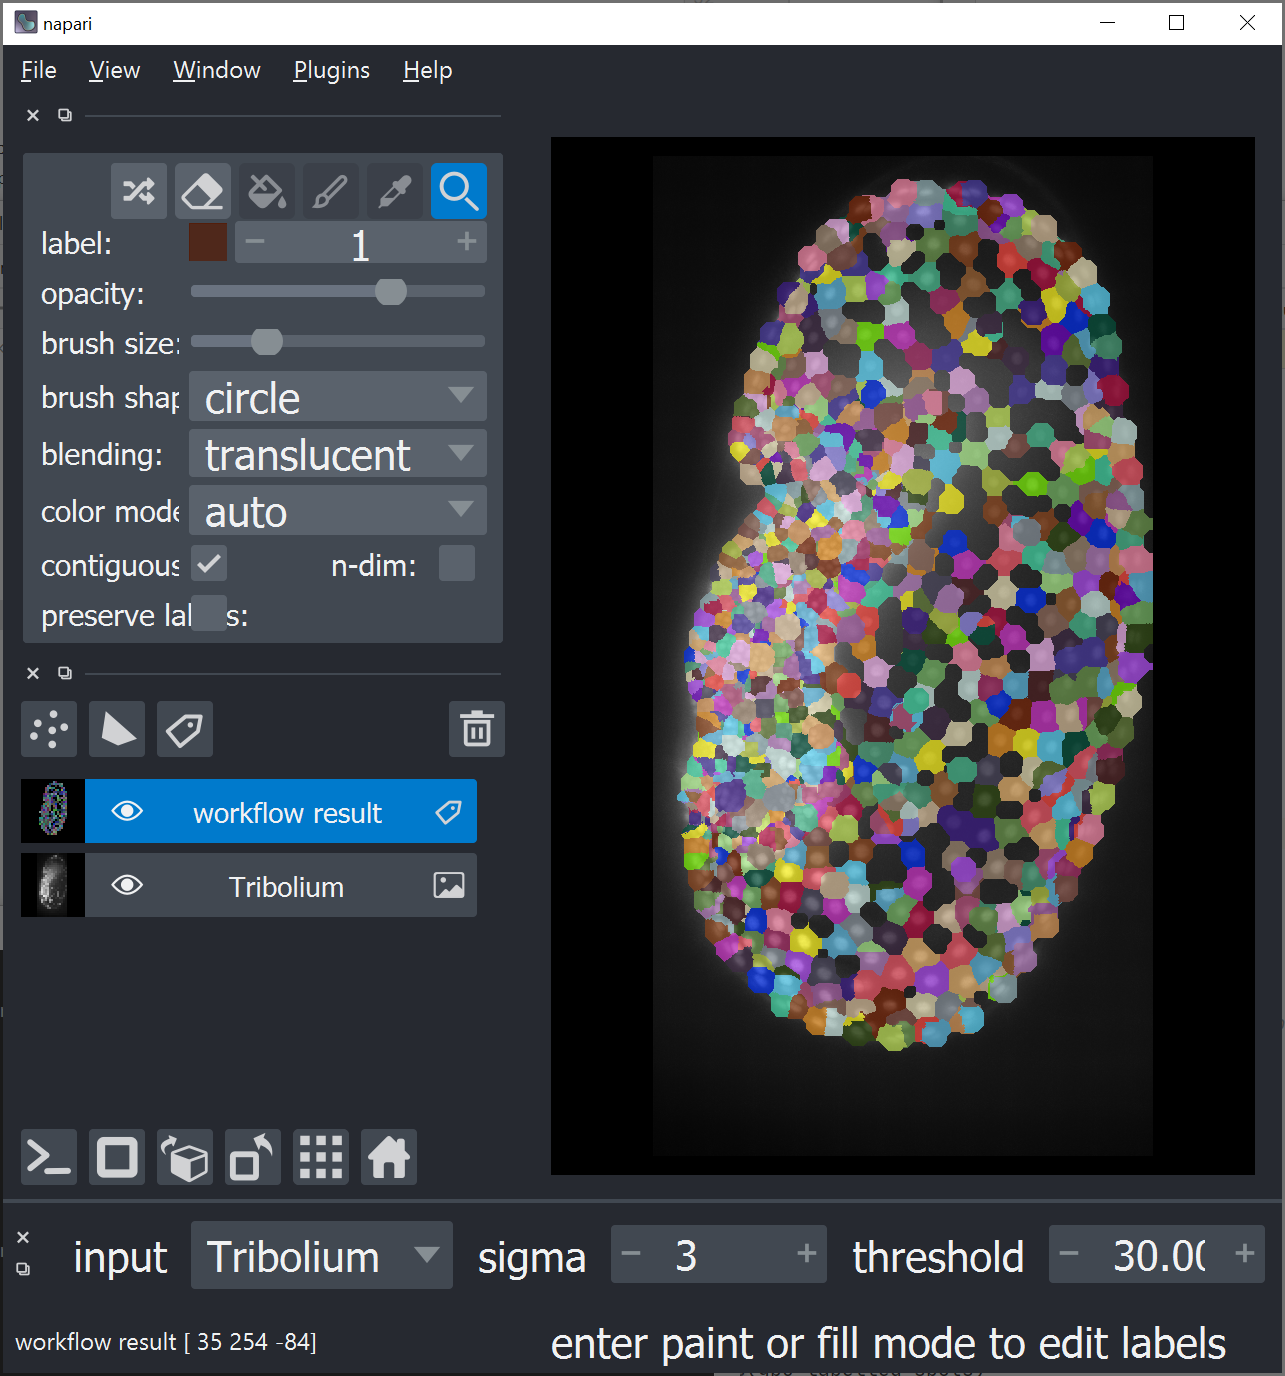 napari
File View Window Plugins Help
label: 1
opacity:
brush size:
brush shap circle
blending: translucent
color mode auto
contiguous n-dim:
preserve la s:
workflow result
Tribolium
input Tribolium sigma 3 threshold 30.00
workflow result [ 35 254 -84] enter paint or fill mode to edit labels